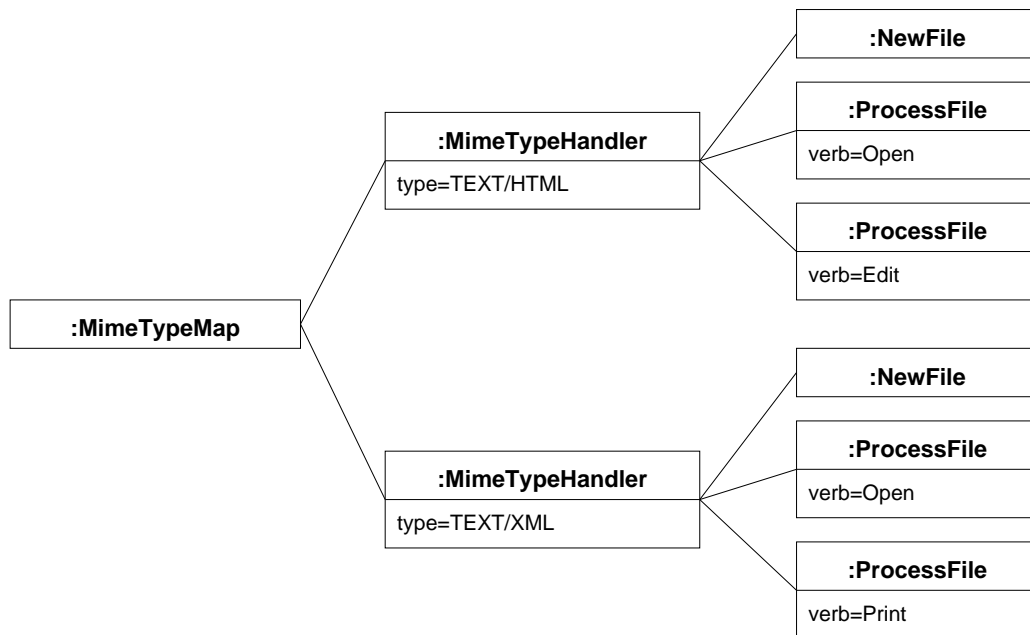 :NewFile
:ProcessFile
verb=Open
:MimeTypeHandler
type=TEXT/HTML
:ProcessFile
verb=Edit
:MimeTypeMap
:NewFile
:ProcessFile
verb=Open
:MimeTypeHandler
type=TEXT/XML
:ProcessFile
verb=Print